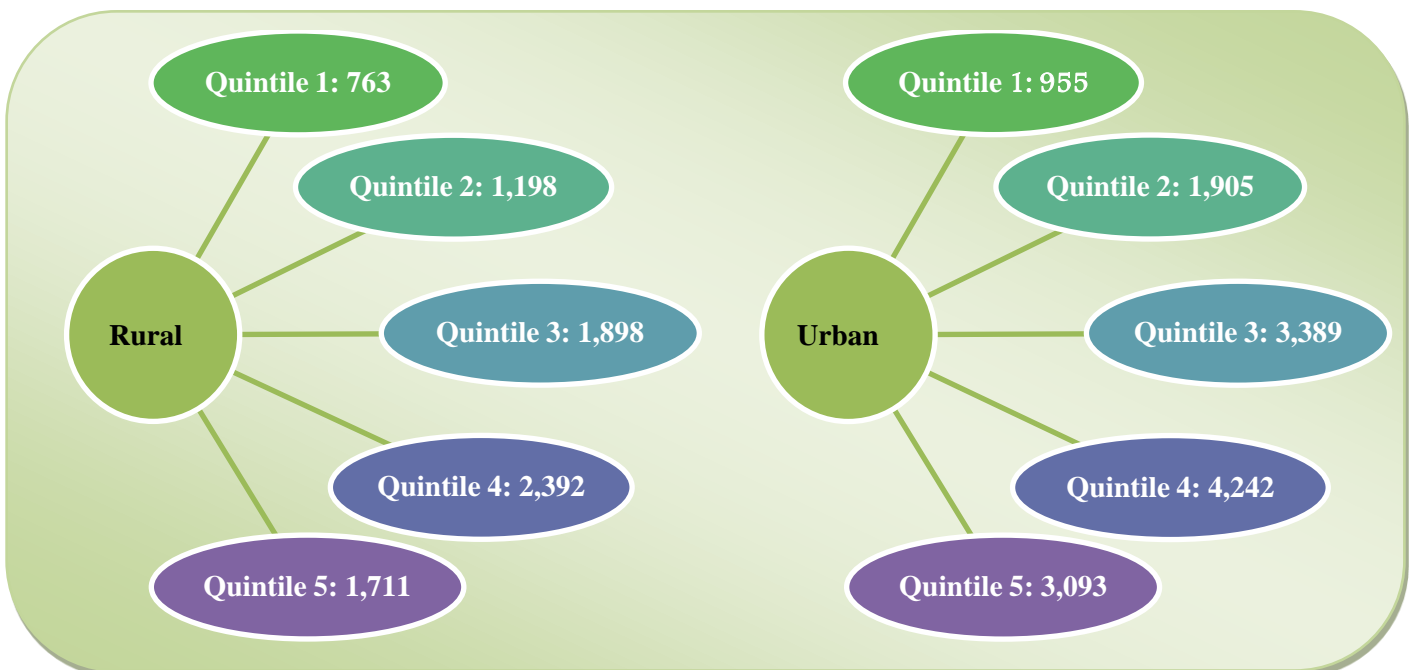 Rural
Quintile 1: 763
Quintile 2: 1,198
Quintile 3: 1,898
Quintile 4: 2,392
Quintile 5: 1,711
Urban
Quintile 1: 955
Quintile 2: 1,905
Quintile 3: 3,389
Quintile 4: 4,242
Quintile 5: 3,093